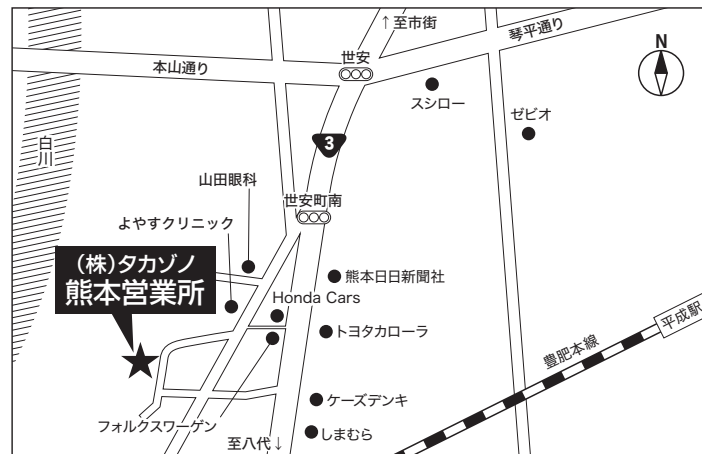 ↑至市街
琴平通り
N
世安
本山通り
スシロー
ゼビオ
白川
3
山田眼科
世安町南
よやすクリニック
(株)タカゾノ
熊本営業所
熊本日日新聞社
Honda Cars
トヨタカローラ
平成駅
豊肥本線
ケーズデンキ
フォルクスワーゲン
しまむら
至八代↓